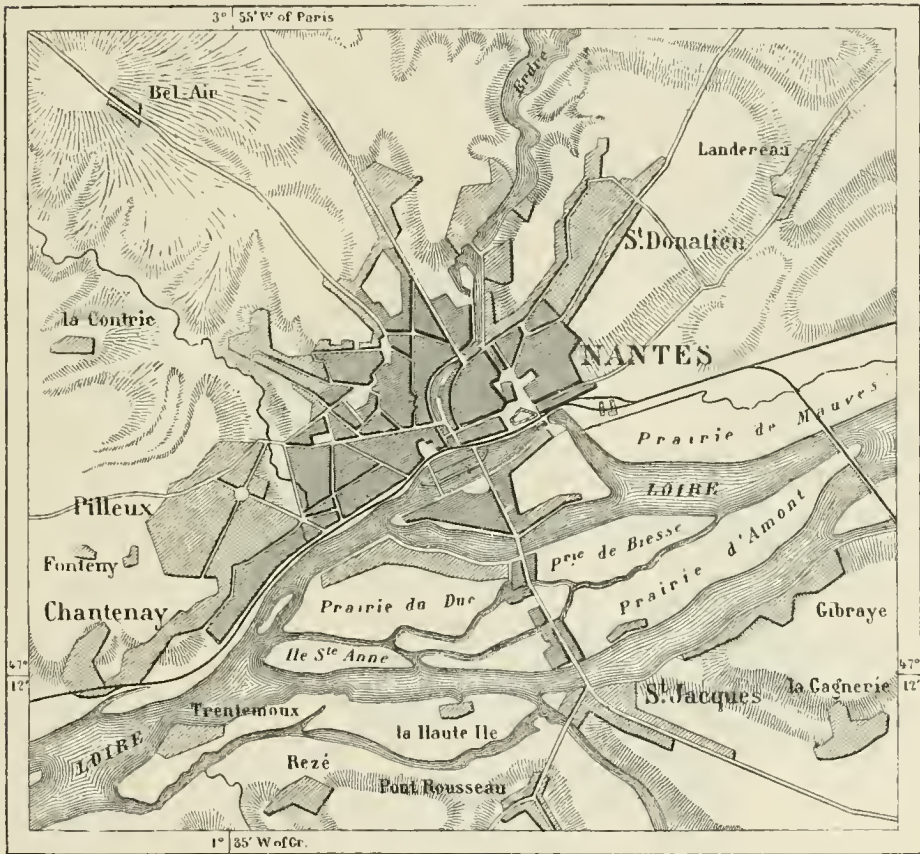 3° 55' W of Paris
Erdre
Bel-Air
Landereau
St. Donatien
la Contrie
NANTES
Prairie de Mauves
LOIRE
Pilleux
Prie de Biesse
Prairie d'Amont
Fonteny
Chantenay
Prairie du Duc
Gibraye
Ile Ste Anne
47°
12'
47°
12'
St. Jacques
la Gagnerie
Trentemoux
la Haute Ile
LOIRE
Rezé
Pont Rousseau
1° 35' W of Gr.